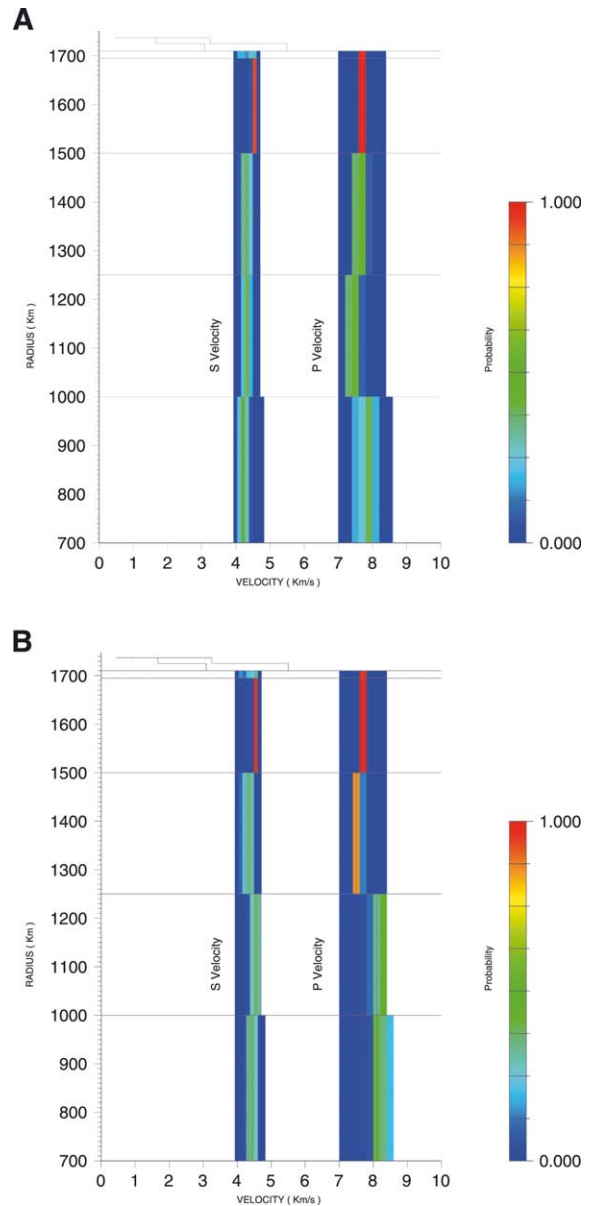 A
1700
1600
1500
1400
1300
1200
1100
1000
900
800
700
RADIUS ( Km )
S Velocity
P Velocity
0 1 2 3 4 5 6 7 8 9 10
VELOCITY ( Km/s )
Probability
1.000
0.000
B
1700
1600
1500
1400
1300
1200
1100
1000
900
800
700
RADIUS ( Km )
S Velocity
P Velocity
0 1 2 3 4 5 6 7 8 9 10
VELOCITY ( Km/s )
Probability
1.000
0.000